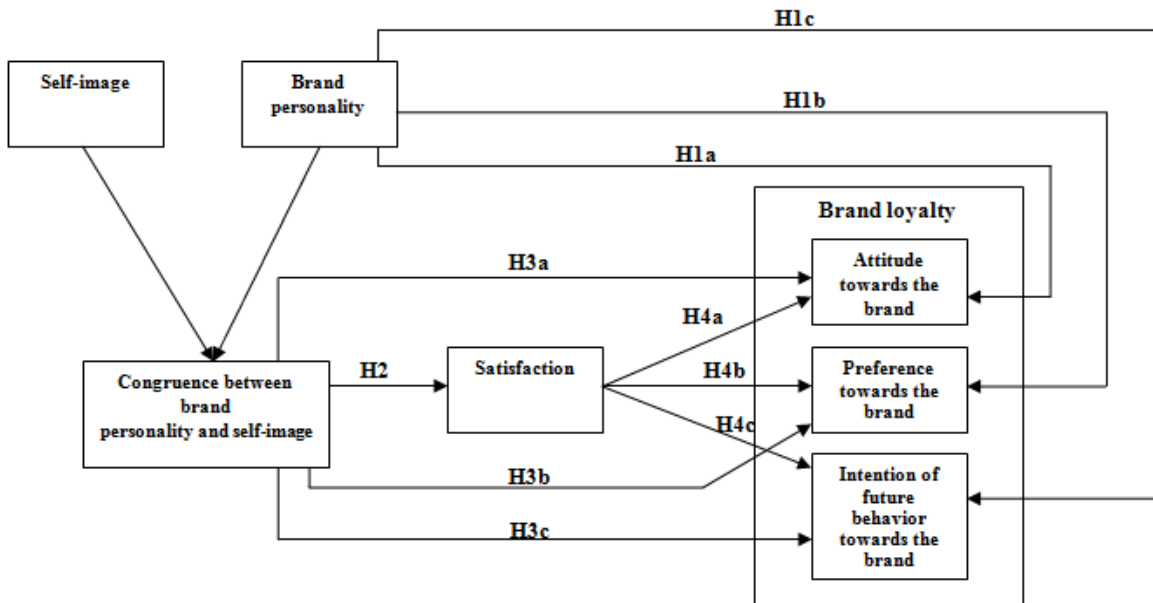 H1c
Self-image
Brand
personality
H1b
H1a
Brand loyalty
H3a
Attitude
towards the
brand
H4a
H2
Satisfaction
H4b
Preference
towards the
brand
Congruence between
brand
personality and self-image
H4c
H3b
Intention of
future
behavior
towards the
brand
H3c